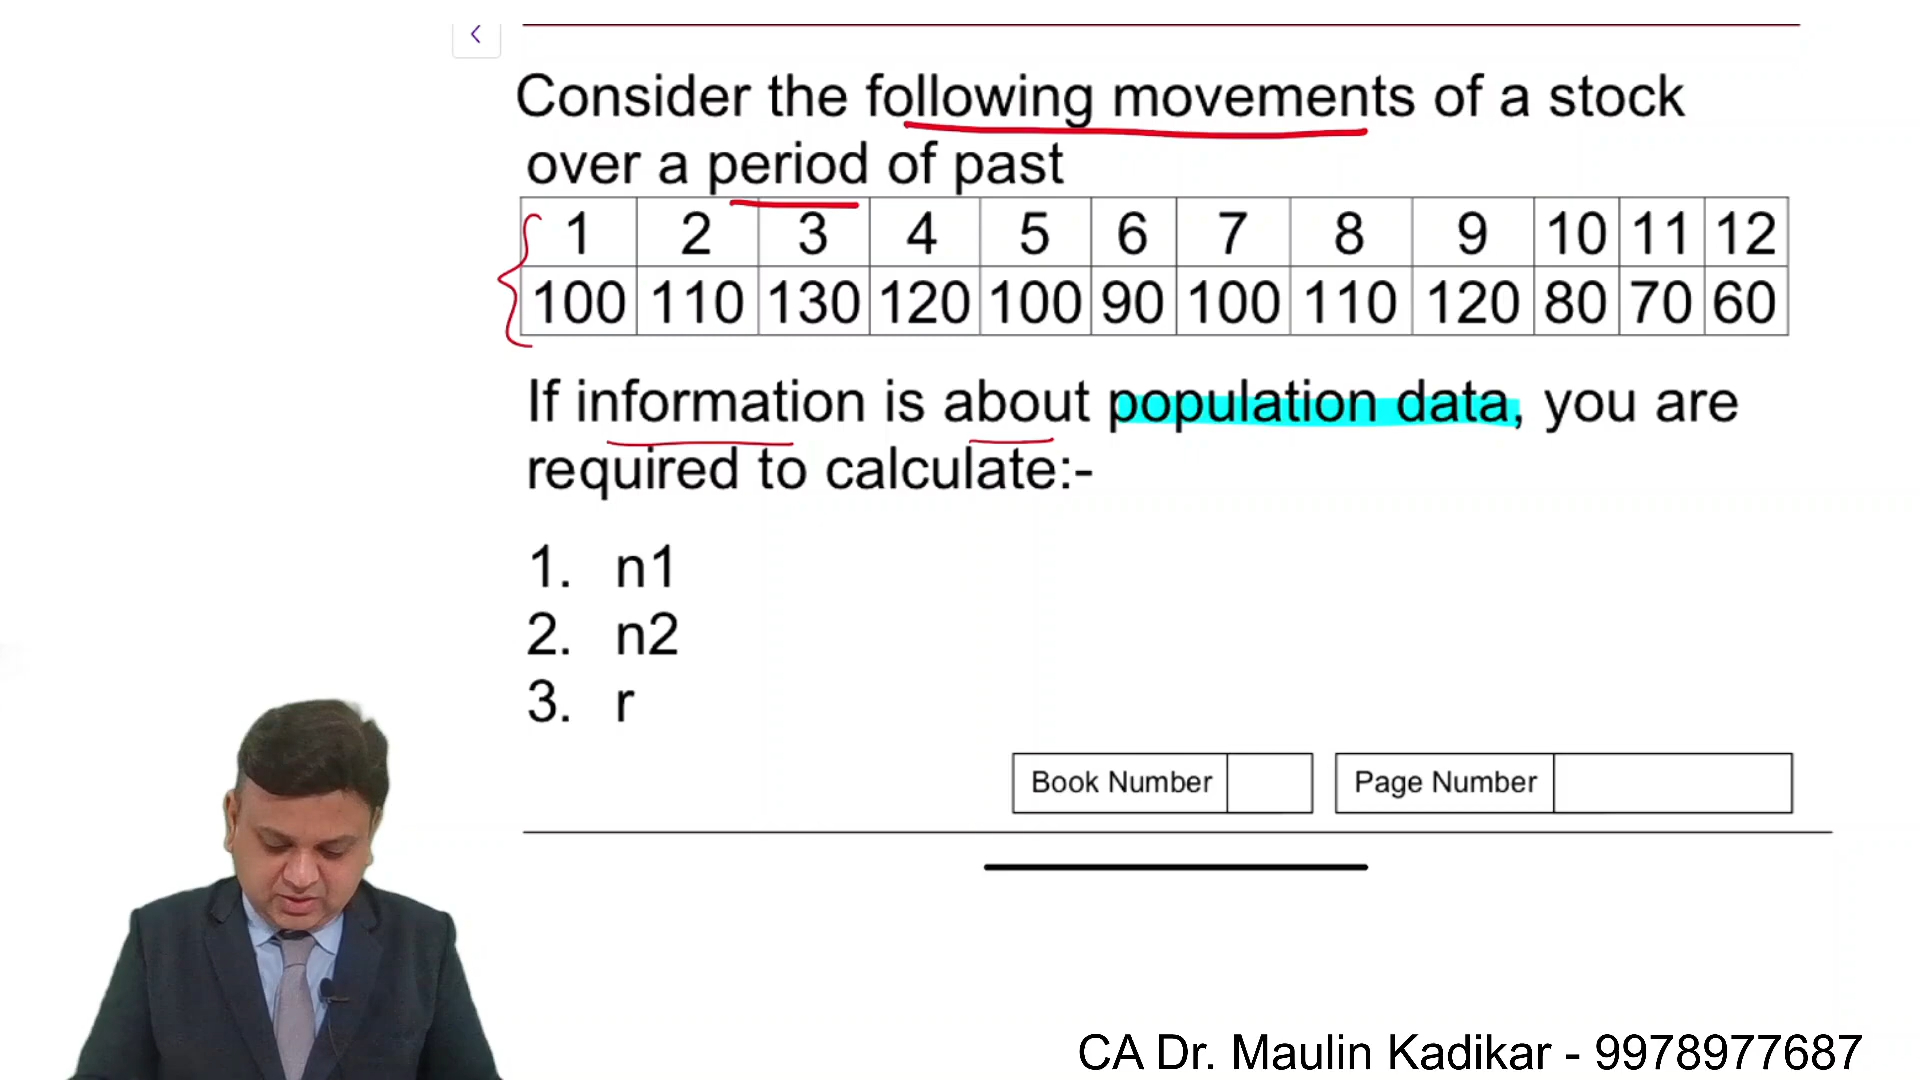 Consider the following movements of a stock
over a period of past
1 2 3 4 5 6 7 8 9 10 11 12
100 110 130 120 100 90 100 110 120 80 70 60
If information is about population data, you are
required to calculate:-
1. n1
2. n2
3. r
Book Number Page Number
CA Dr. Maulin Kadikar - 9978977687